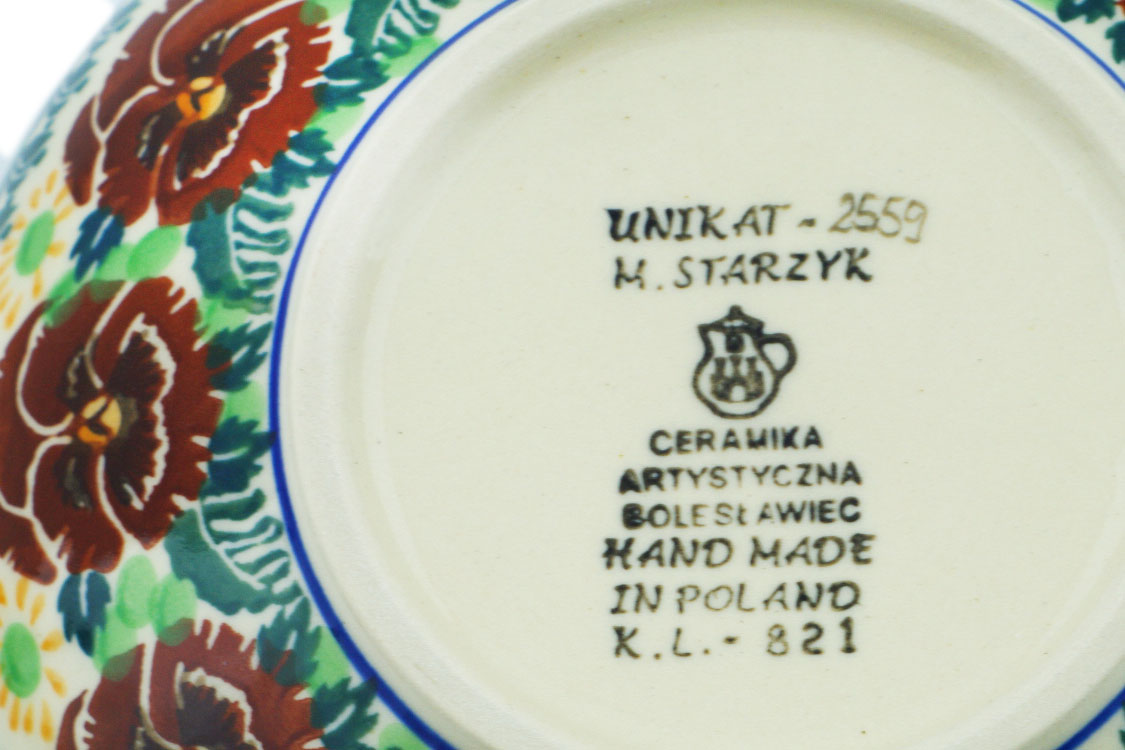 UNIKAT - 2559
M. STARZYK
CERAMIKA
ARTYSTYCZNA
BOLESŁAWIEC
HAND MADE
IN POLAND
K.L.- 821